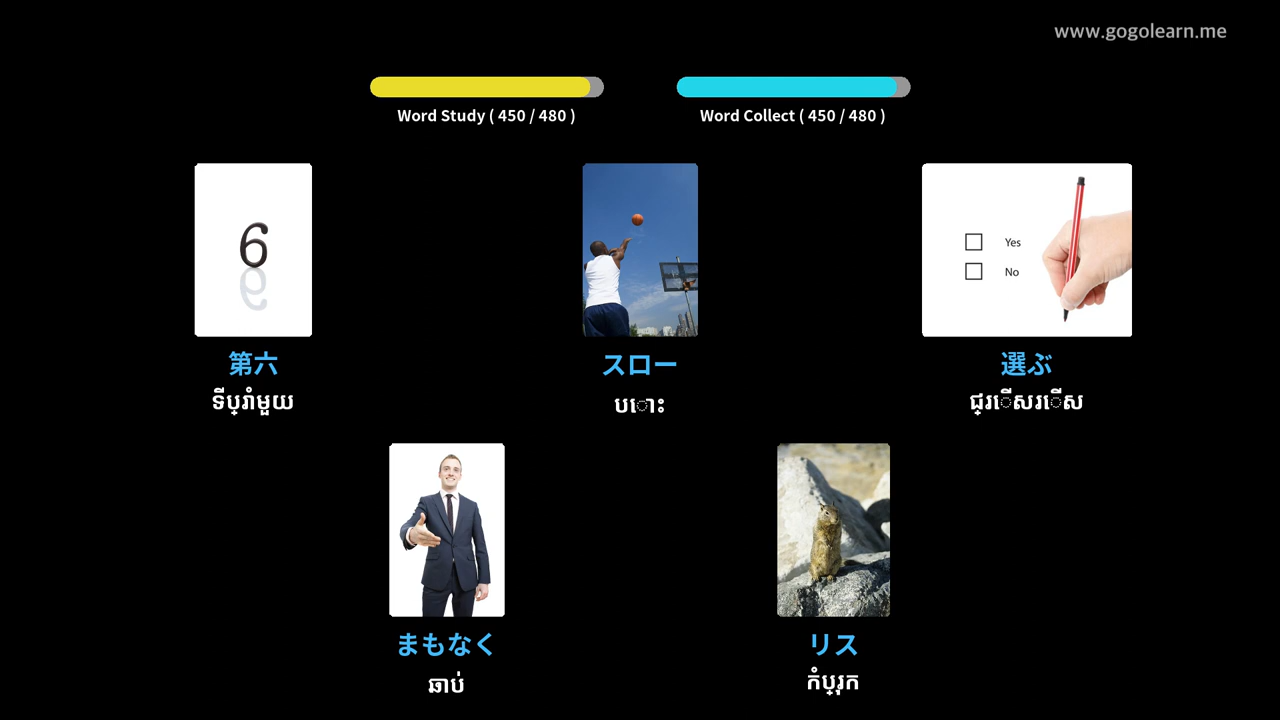 www.gogolearn.me
Word Study ( 450 / 480 )
Word Collect ( 450 / 480 )
6
Yes
No
第六
スロー
選ぶ
ទីប្រាំមួយ
បោះ
ជ្រើសរើស
まもなく
リス
ឆាប់
កំប្រុក